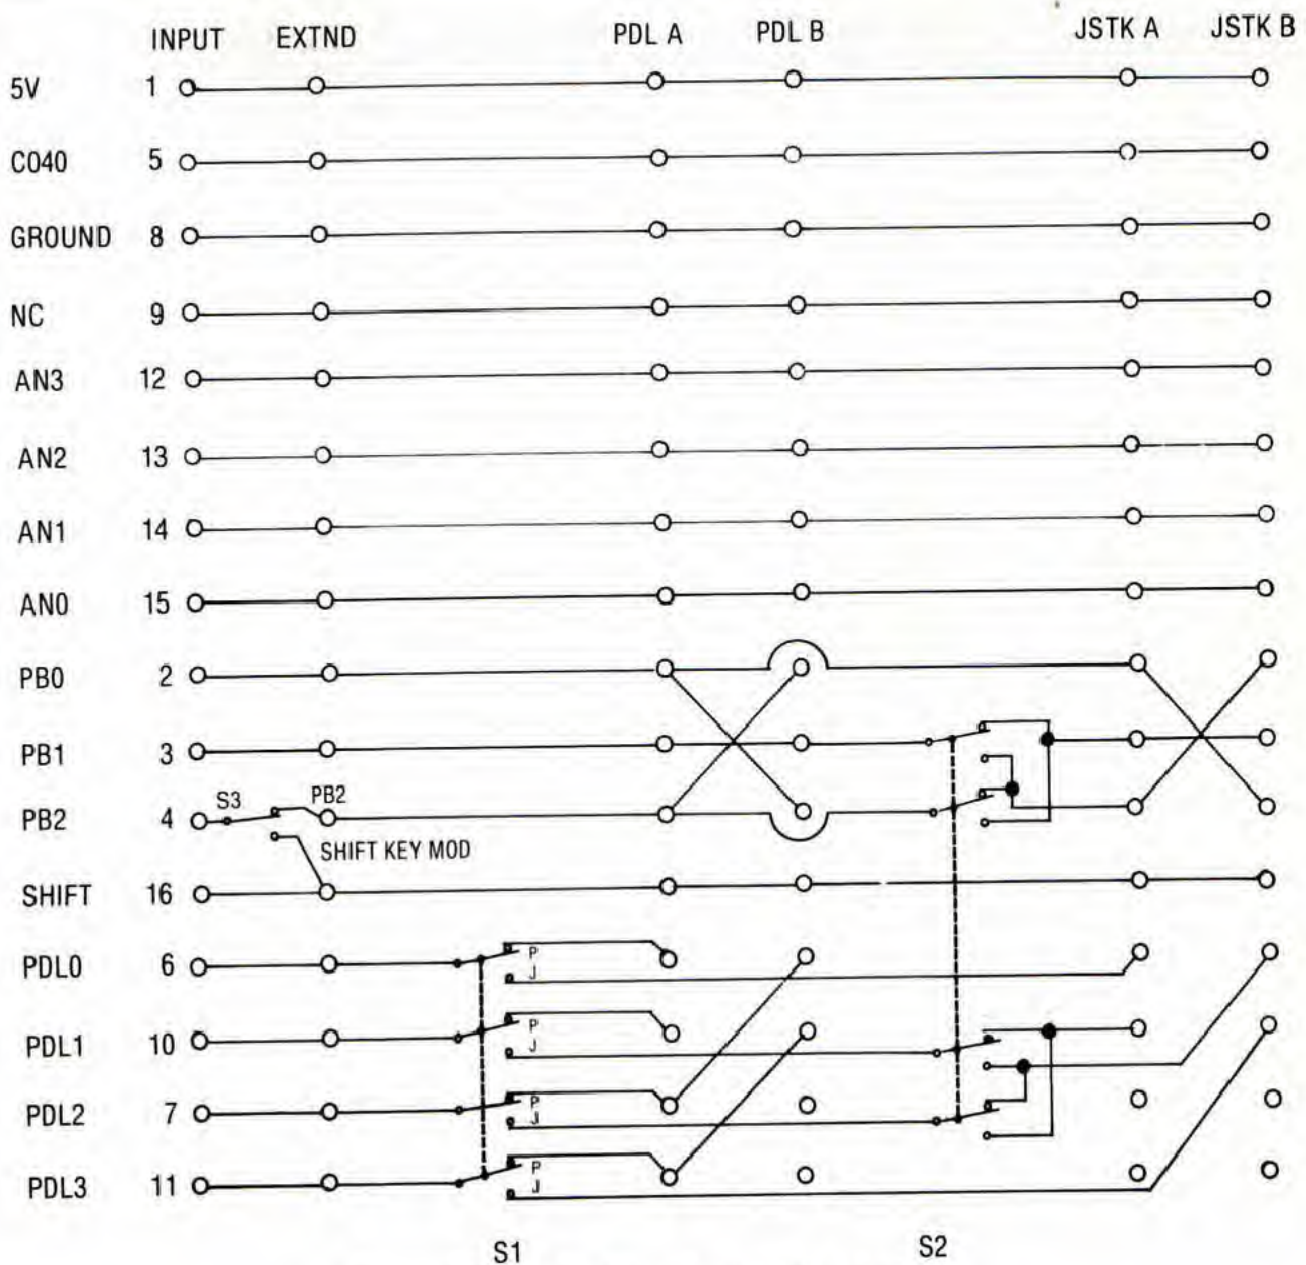 INPUT EXTND PDL A PDL B JSTK A JSTK B
5V 1
C040 5
GROUND 8
NC 9
AN3 12
AN2 13
AN1 14
AN0 15
PB0 2
PB1 3
S3 PB2
PB2 4
SHIFT KEY MOD
SHIFT 16
P
PDL0 6
J
P
PDL1 10
J
P
PDL2 7
J
P
PDL3 11
J
S1 S2